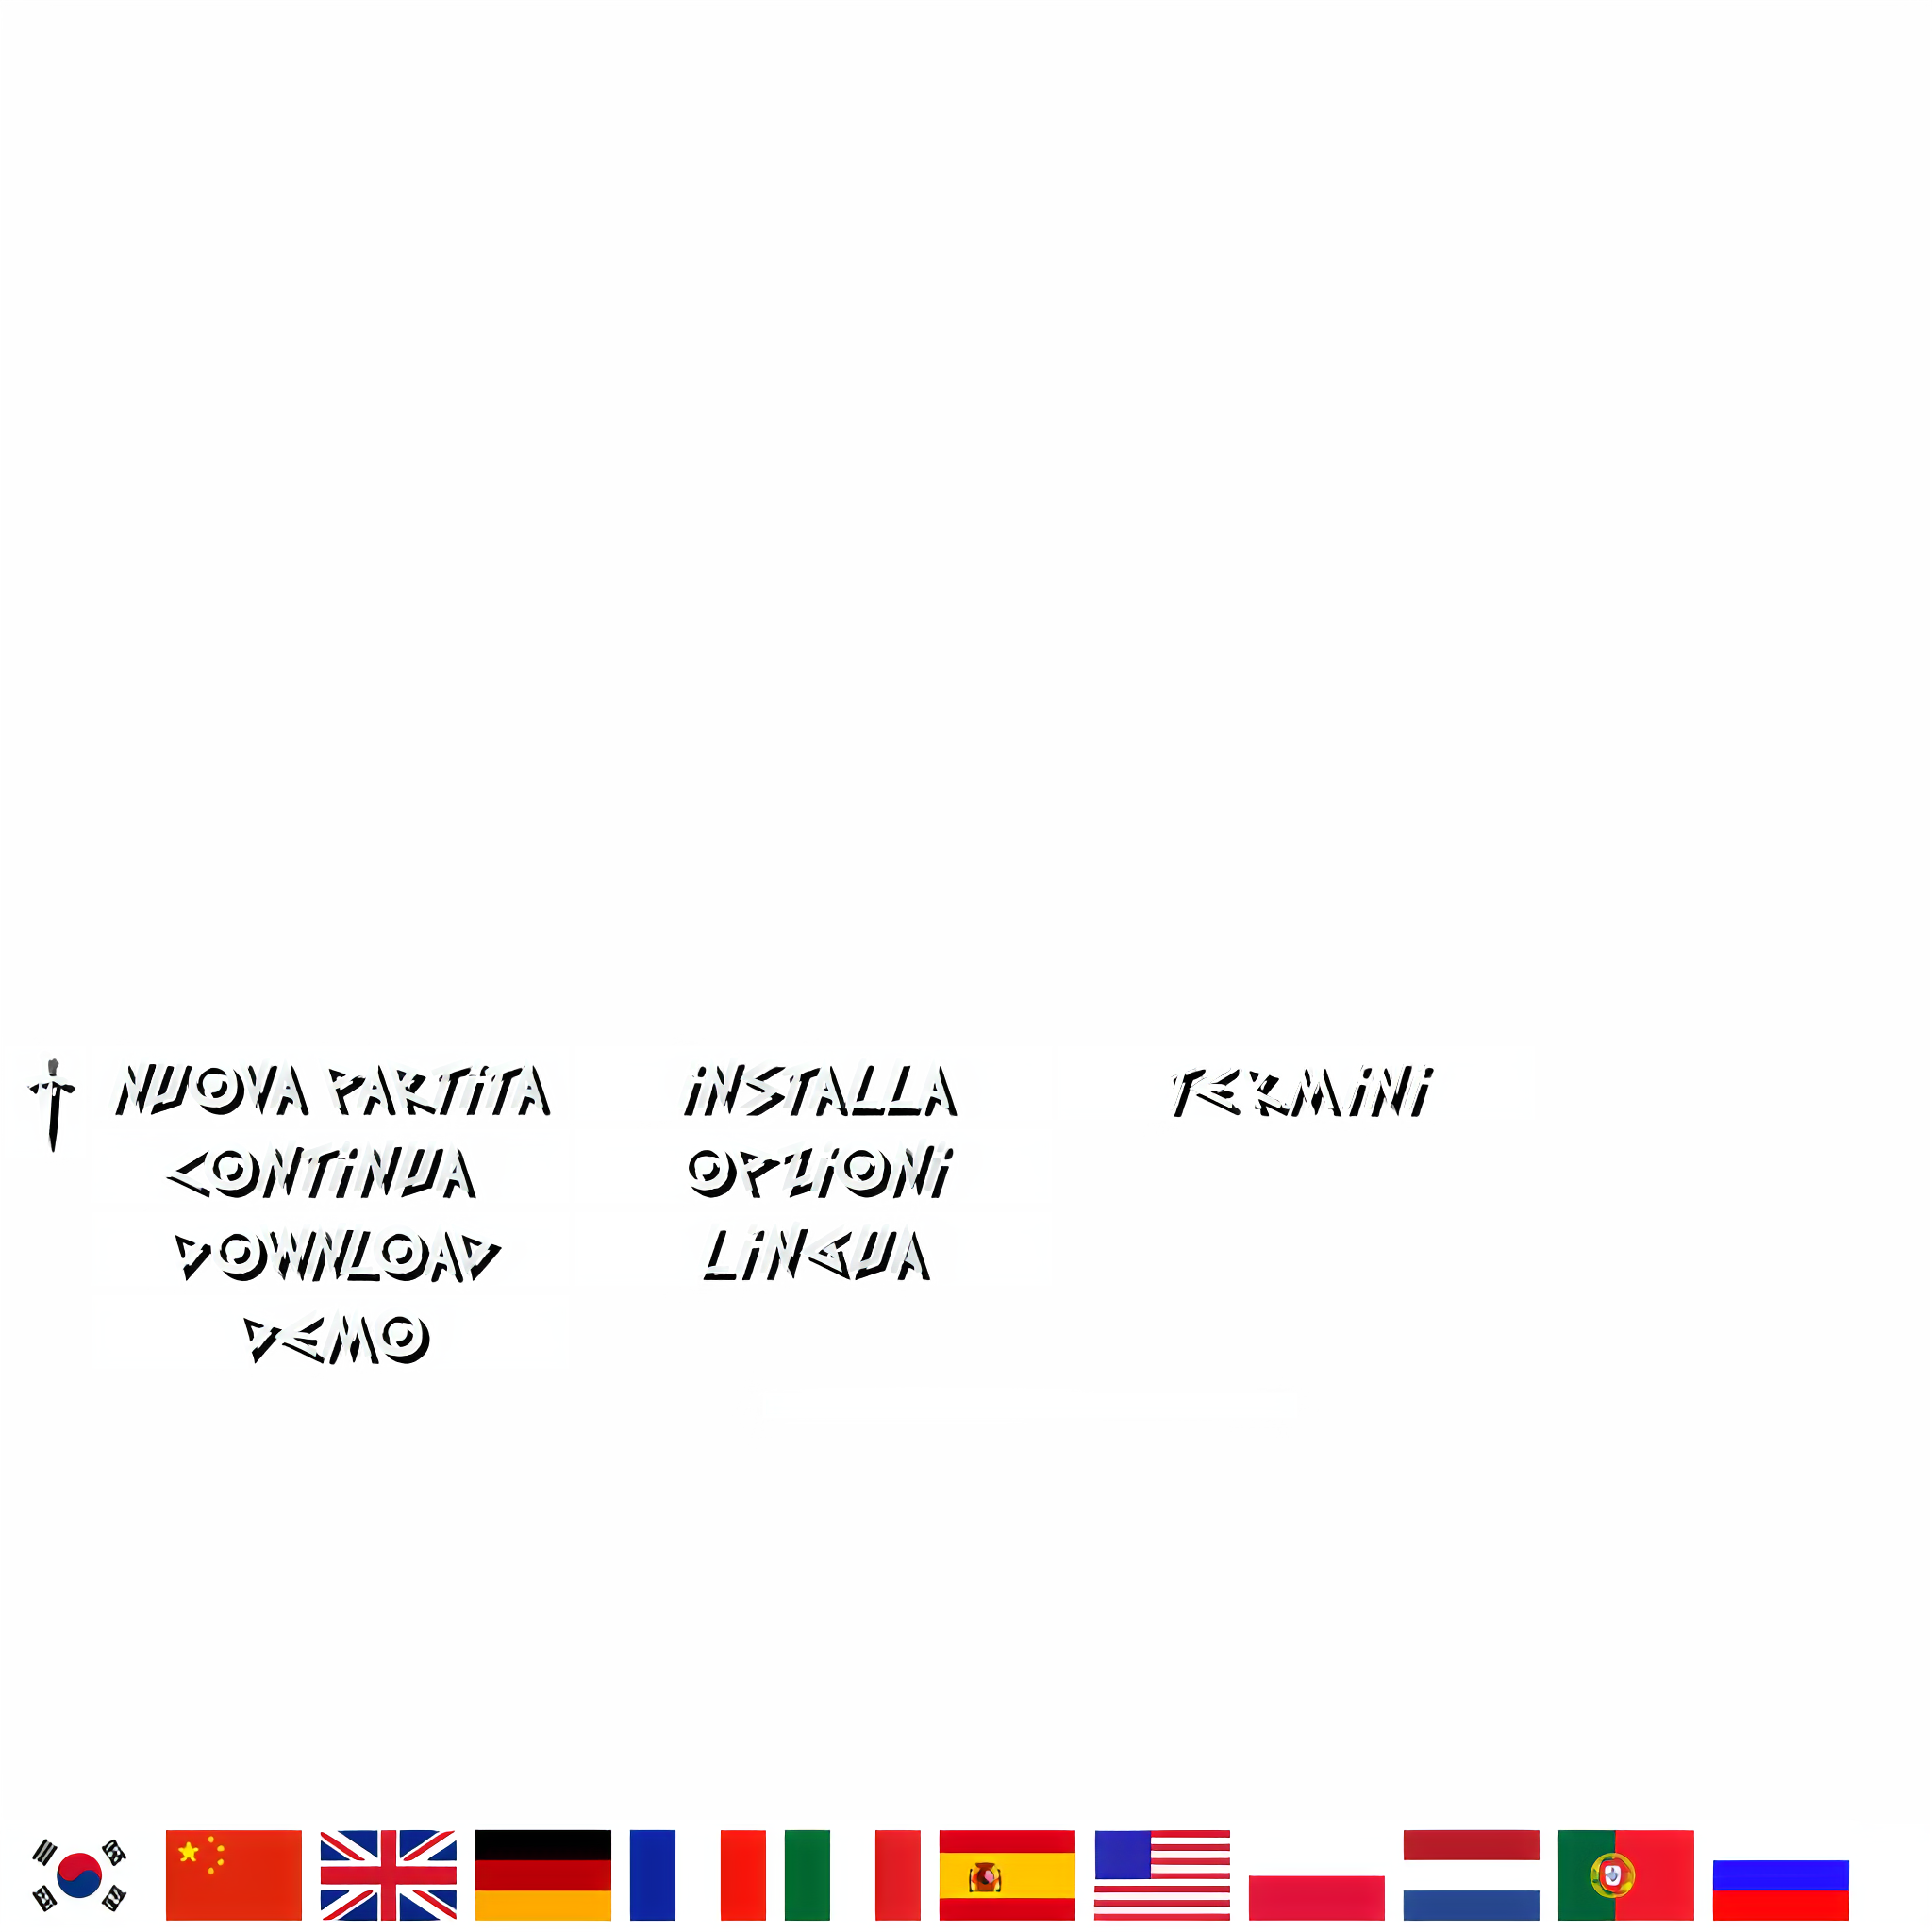 NUOVA PARTITA
CONTINUA
DOWNLOAD
DEMO
iNSTALLA
OPZiONi
LiNGUA
TERMiNi